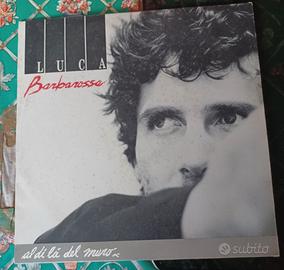 LUCA
Barbarossa
al di là del muro
subito